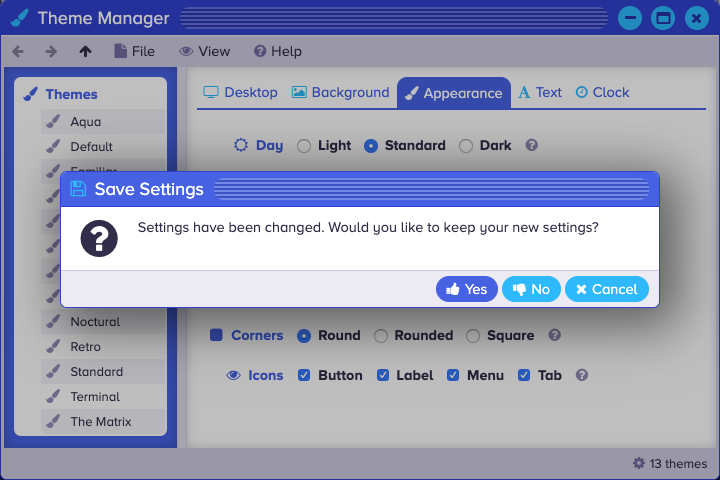 Theme Manager
File View Help
Themes
Aqua
Default
Desktop Background Appearance Text Clock
Day Light Standard Dark
Save Settings
Settings have been changed. Would you like to keep your new settings?
Yes No Cancel
Noctural
Retro
Standard
Terminal
The Matrix
Corners Round Rounded Square
Icons Button Label Menu Tab
13 themes